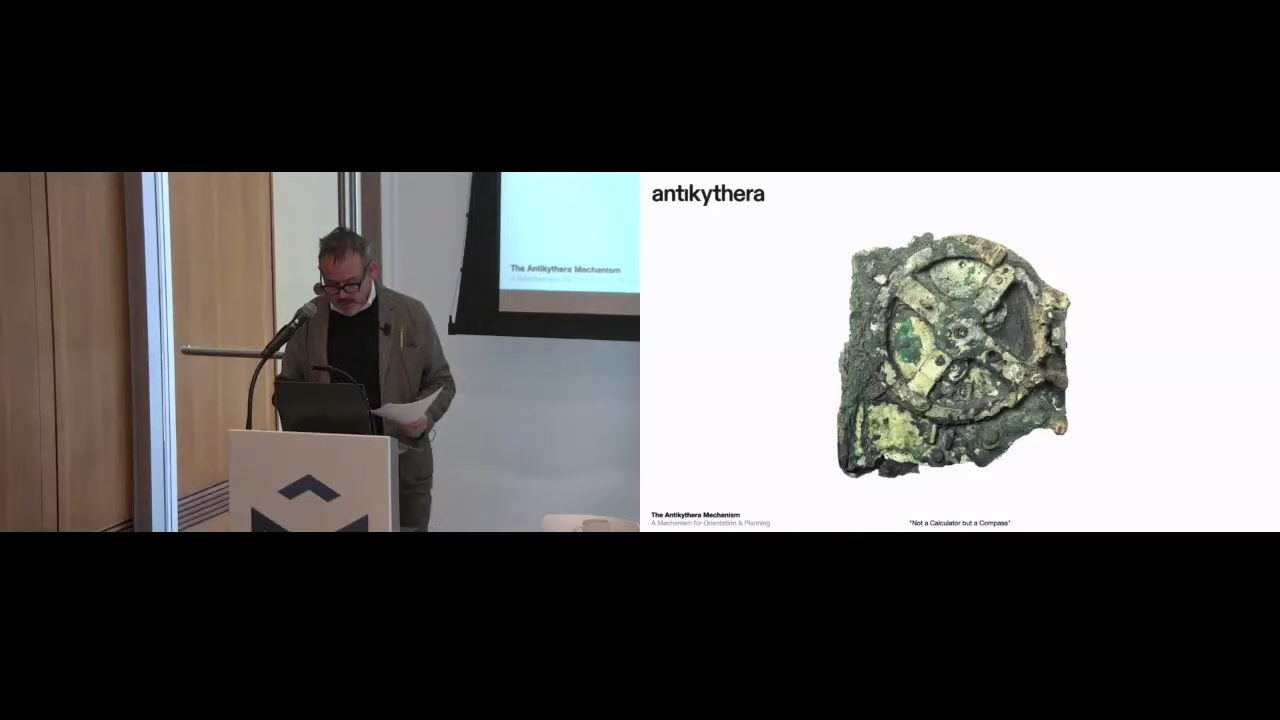 The Antikythera Mechanism
antikythera
The Antikythera Mechanism
A Mechanism for Orientation & Planning
"Not a Calculator but a Compass"